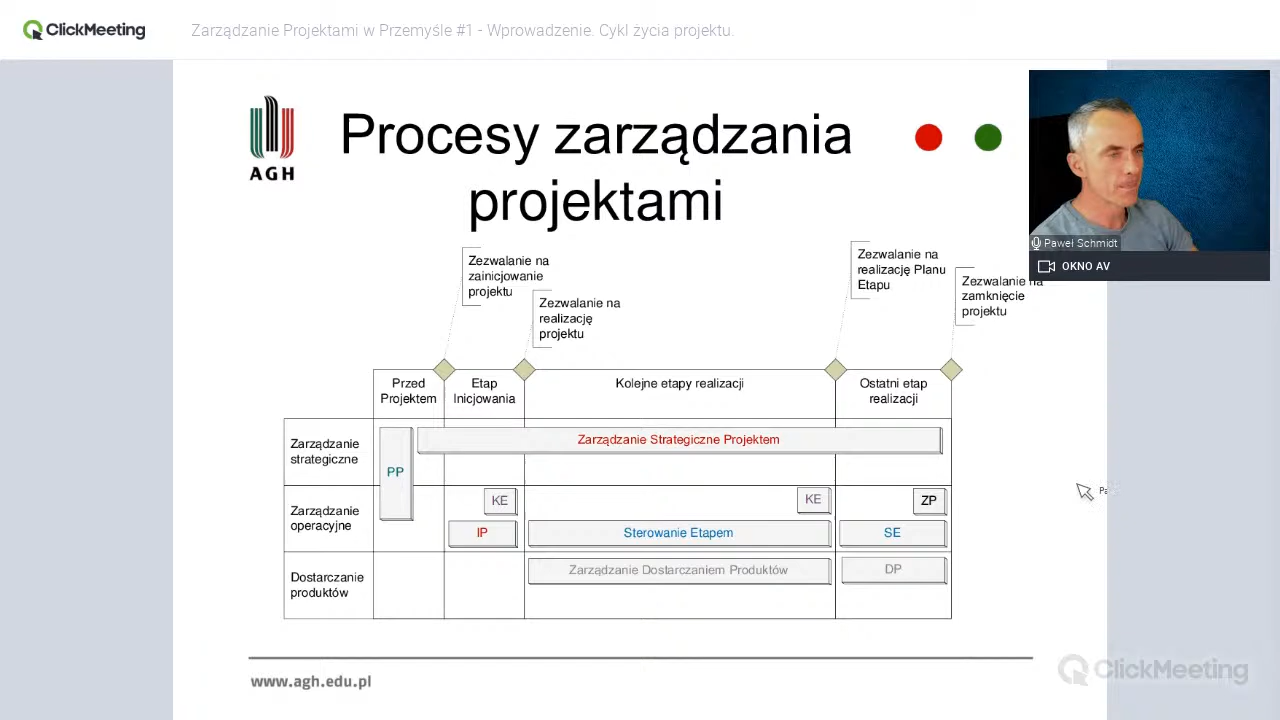 ClickMeeting
Zarządzanie Projektami w Przemyśle #1 - Wprowadzenie. Cykl życia projektu.
AGH
Procesy zarządzania
projektami
Paweł Schmidt
OKNO AV
Zezwalanie na
zainicjowanie
projektu
Zezwalanie na
realizację
projektu
Zezwalanie na
realizację Planu
Etapu
Zezwalanie na
zamknięcie
projektu
Przed
Projektem
Etap
Inicjowania
Kolejne etapy realizacji
Ostatni etap
realizacji
Zarządzanie
strategiczne
PP
Zarządzanie Strategiczne Projektem
Zarządzanie
operacyjne
KE
KE
ZP
IP
Sterowanie Etapem
SE
Dostarczanie
produktów
Zarządzanie Dostarczaniem Produktów
DP
www.agh.edu.pl
ClickMeeting